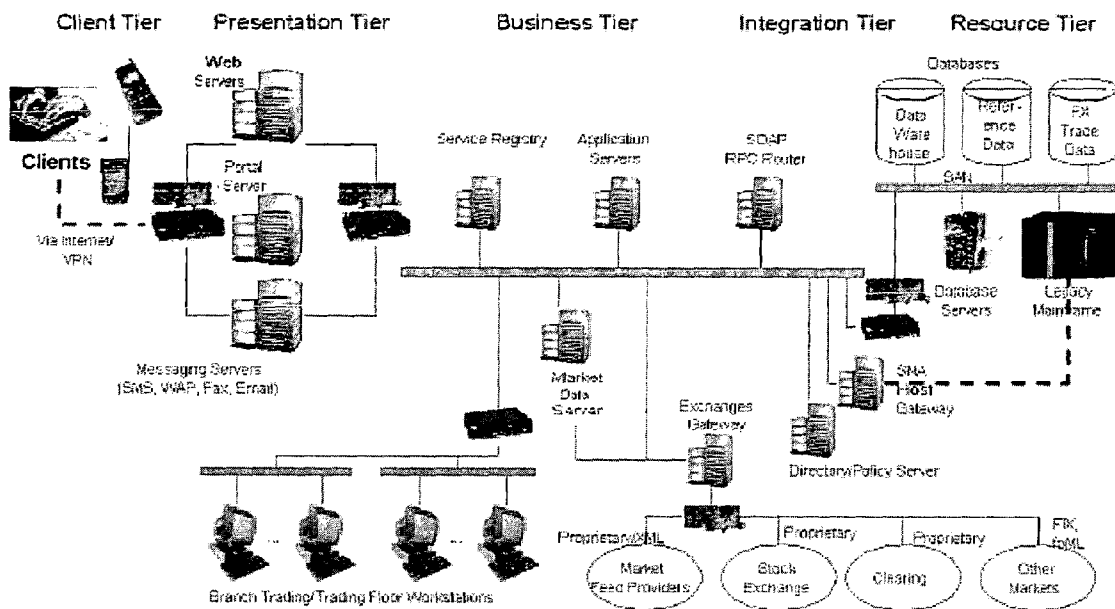 Client Tier
Presentation Tier
Business Tier
Integration Tier
Resource Tier
Web
Servers
Databases
Data
Ware
house
Refer-
ence
Data
FX
Trade
Data
Clients
Portal
Server
Service Registry
Application
Servers
SOAP
RPC Router
SAN
Via Internet/
VPN
Database
Servers
Legacy
Mainframe
Messaging Servers
(SMS, WAP, Fax, Email)
Market
Data
Server
SNA
Host
Gateway
Exchanges
Gateway
Directory/Policy Server
...
...
Proprietary/XML
Proprietary
Proprietary
FIX,
Market
Feed Providers
Stock
Exchange
Clearing
Other
Markets
Branch Trading/Trading Floor Workstations